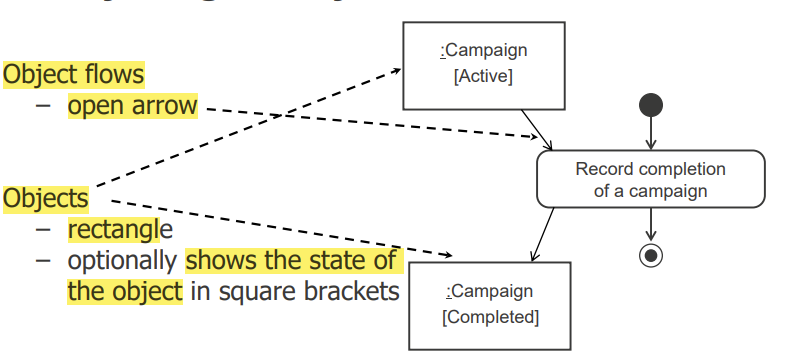 Object flows
– open arrow
Objects
– rectangle
– optionally shows the state of
the object in square brackets
:Campaign
[Active]
Record completion
of a campaign
:Campaign
[Completed]